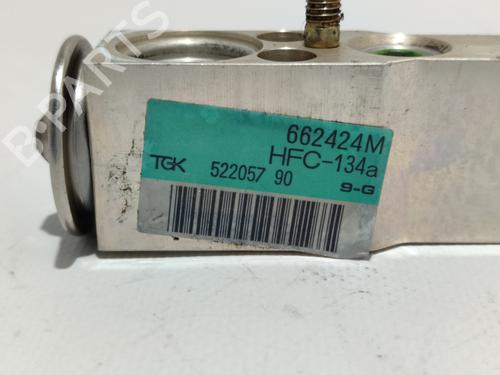 662424M
HFC-134a
TGK 522057 90
9-G
B-PARTS